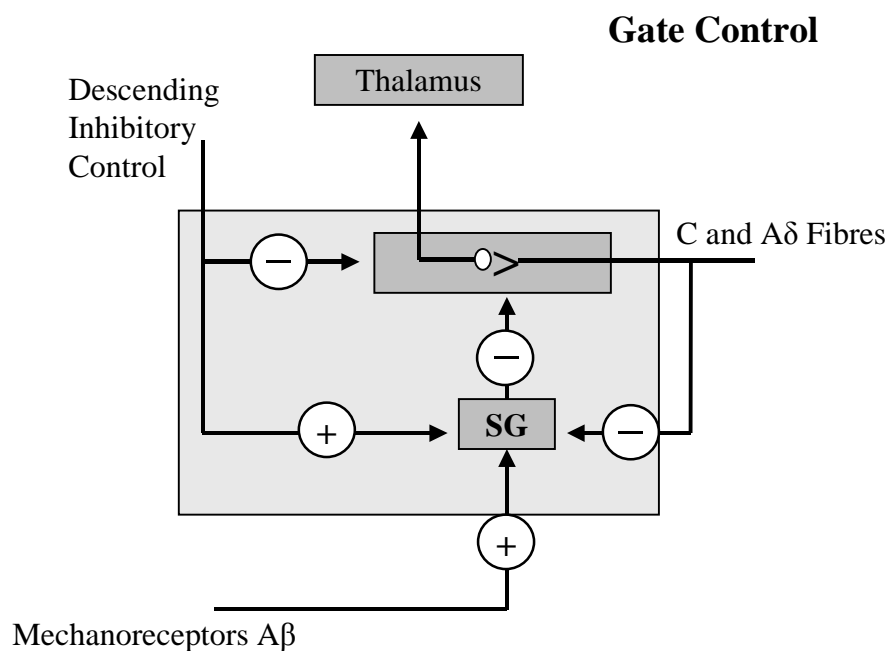 Gate Control
Thalamus
Descending
Inhibitory
Control
C and Aδ Fibres
−
>
−
+
SG
−
+
Mechanoreceptors Aβ